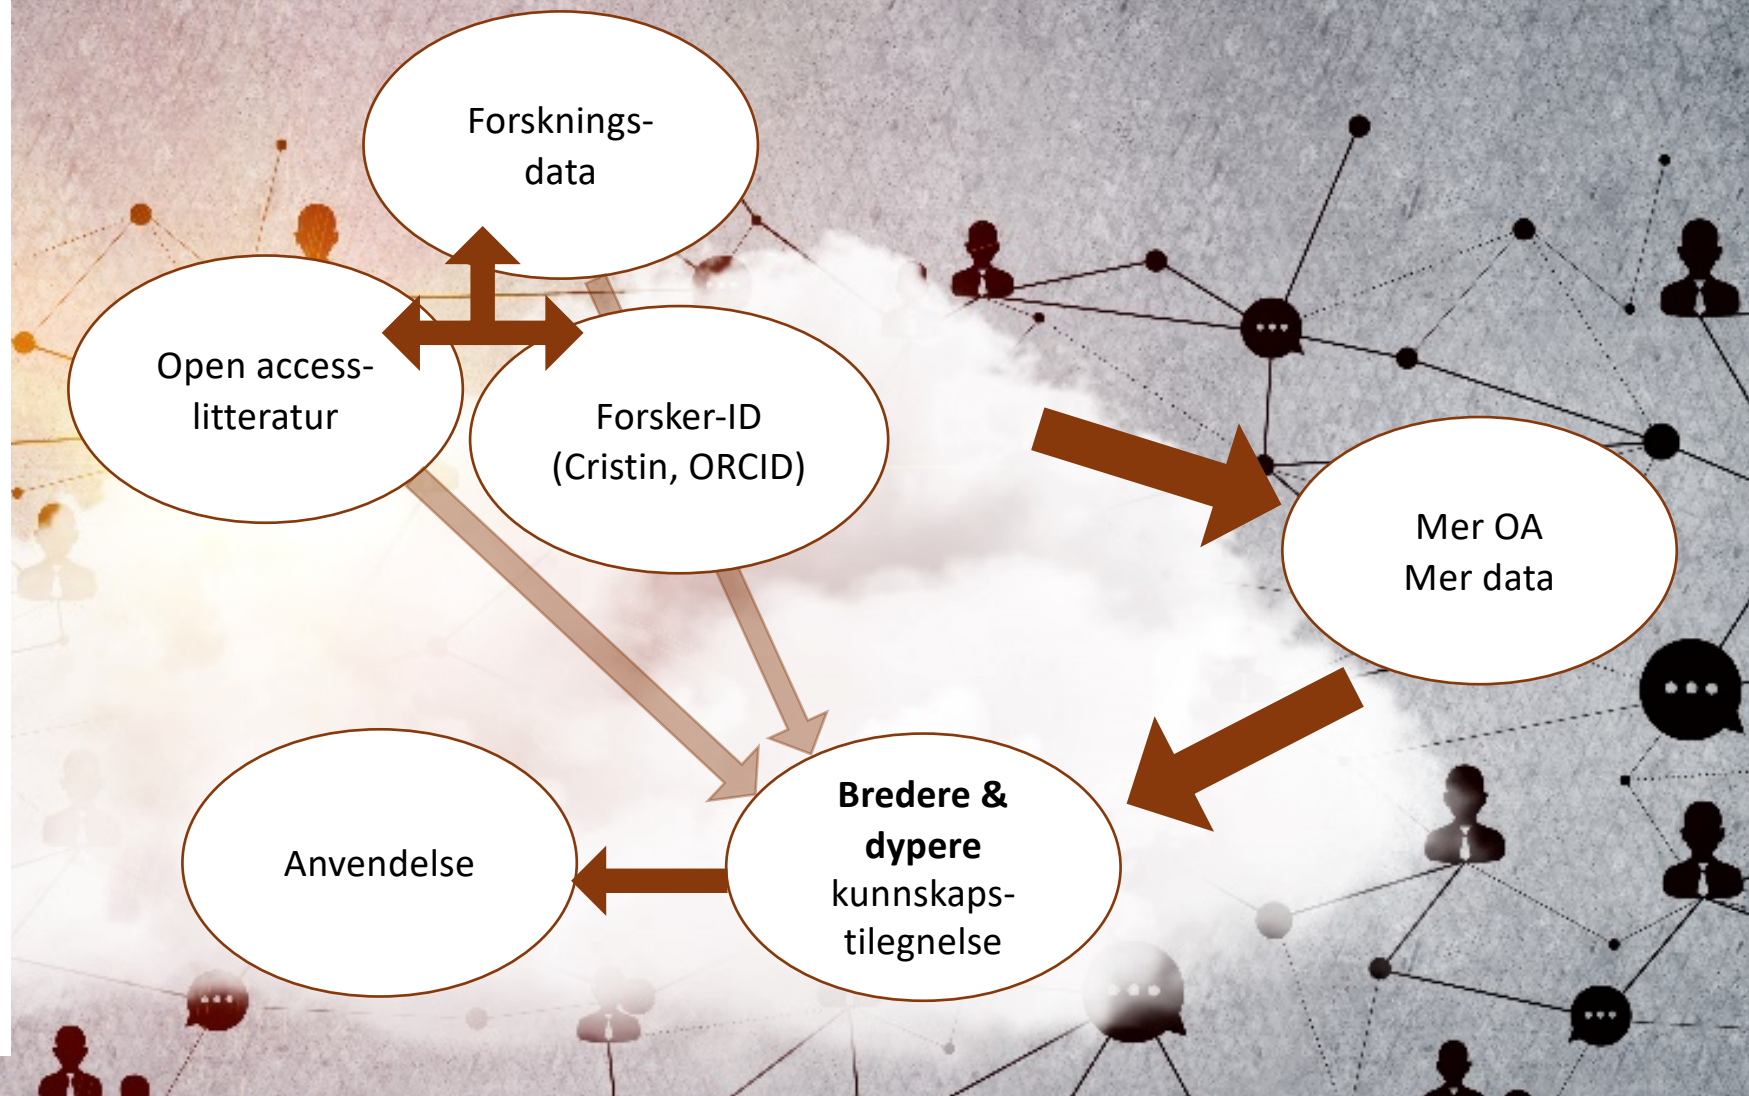 Forsknings-
data
Open access-
litteratur
Forsker-ID
(Cristin, ORCID)
Mer OA
Mer data
Bredere &
dypere
kunnskaps-
tilegnelse
Anvendelse